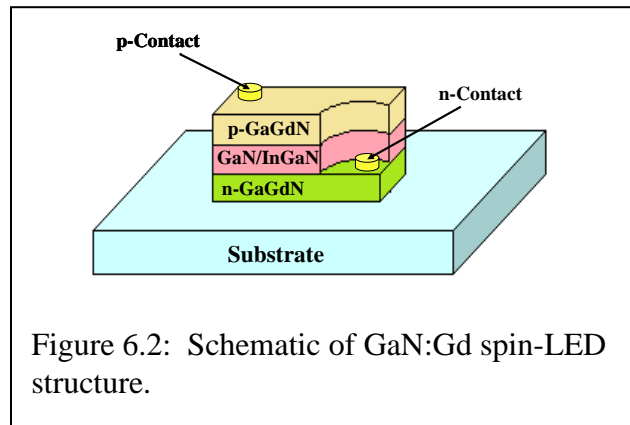 p-Contact
n-Contact
p-GaGdN
GaN/InGaN
n-GaGdN
Substrate
Figure 6.2:  Schematic of GaN:Gd spin-LED
structure.